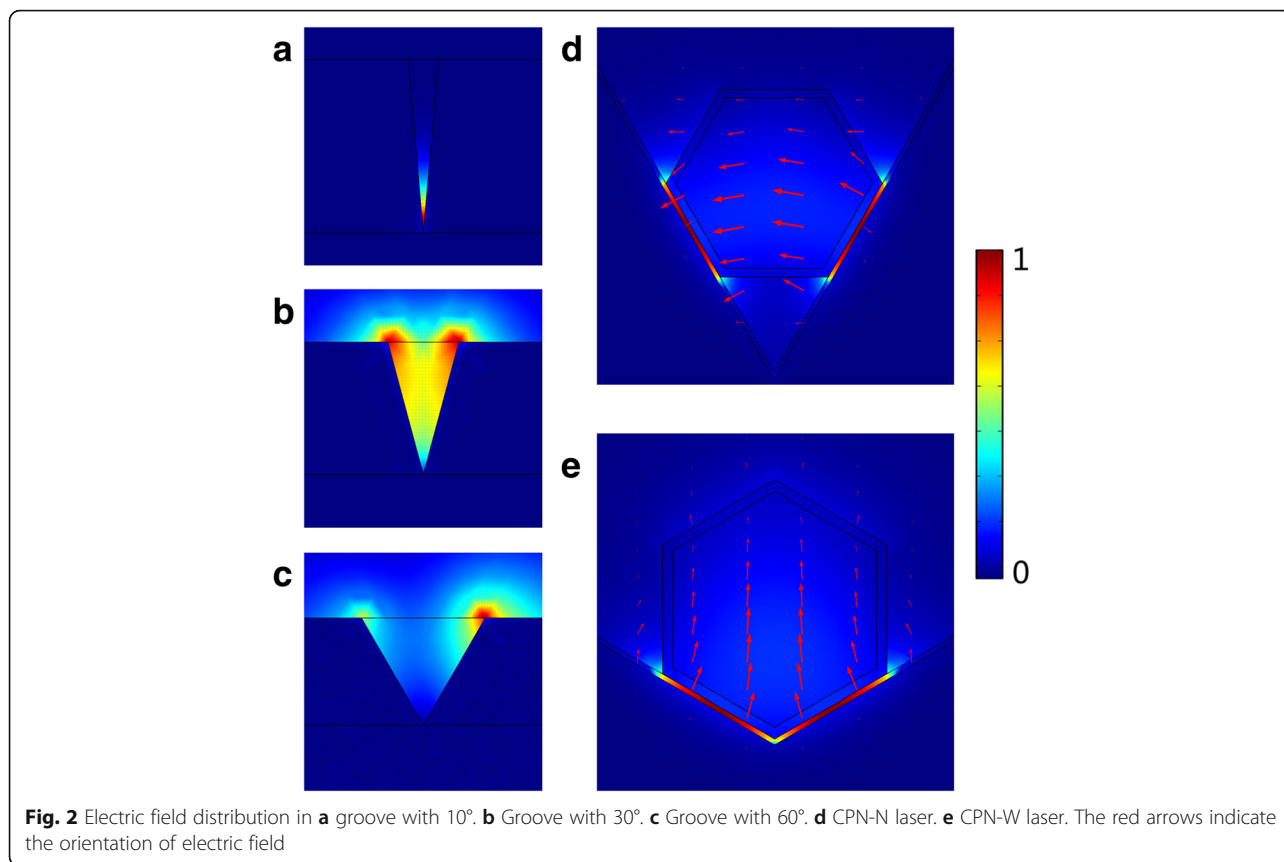 a
b
c
d
e
1
0
Fig. 2 Electric field distribution in a groove with 10°. b Groove with 30°. c Groove with 60°. d CPN-N laser. e CPN-W laser. The red arrows indicate
the orientation of electric field